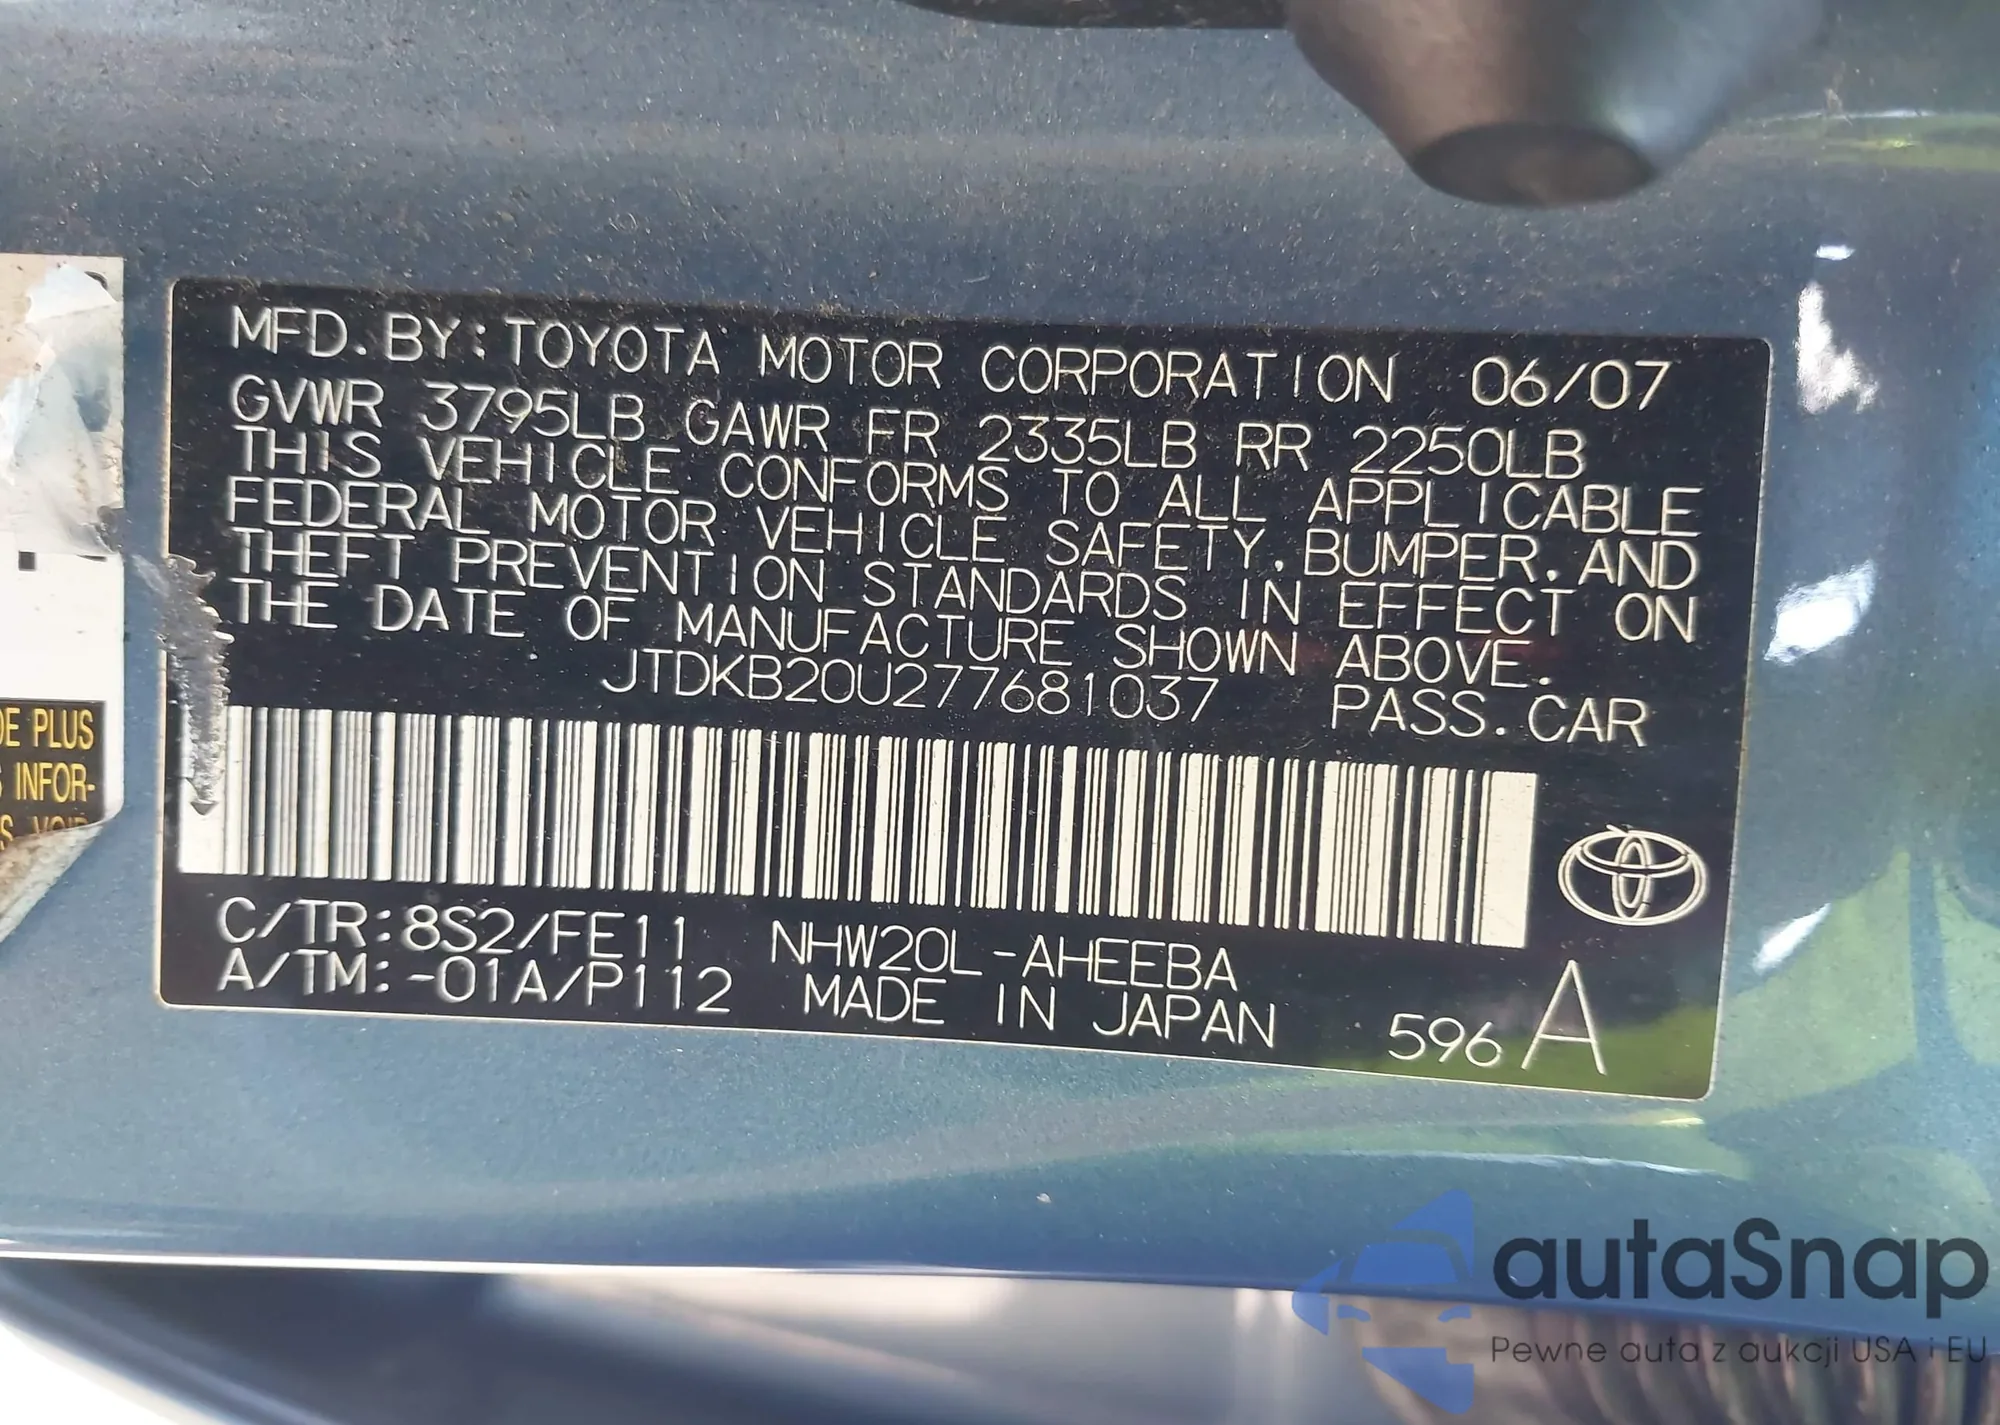 MFD. BY: TOYOTA MOTOR CORPORATION 06/07
GVWR 3795LB GAWR FR 2335LB RR 2250LB
THIS VEHICLE CONFORMS TO ALL APPLICABLE
FEDERAL MOTOR VEHICLE SAFETY, BUMPER, AND
THEFT PREVENTION STANDARDS IN EFFECT ON
THE DATE OF MANUFACTURE SHOWN ABOVE.
JTDKB20U277681037 PASS. CAR
C/TR: 8S2/FE11 NHW20L-AHEEBA
A/TM: -01A/P112 MADE IN JAPAN 596 A
PLUS
INFOR-
autaSnap
Pewne auta z aukcji USA i EU